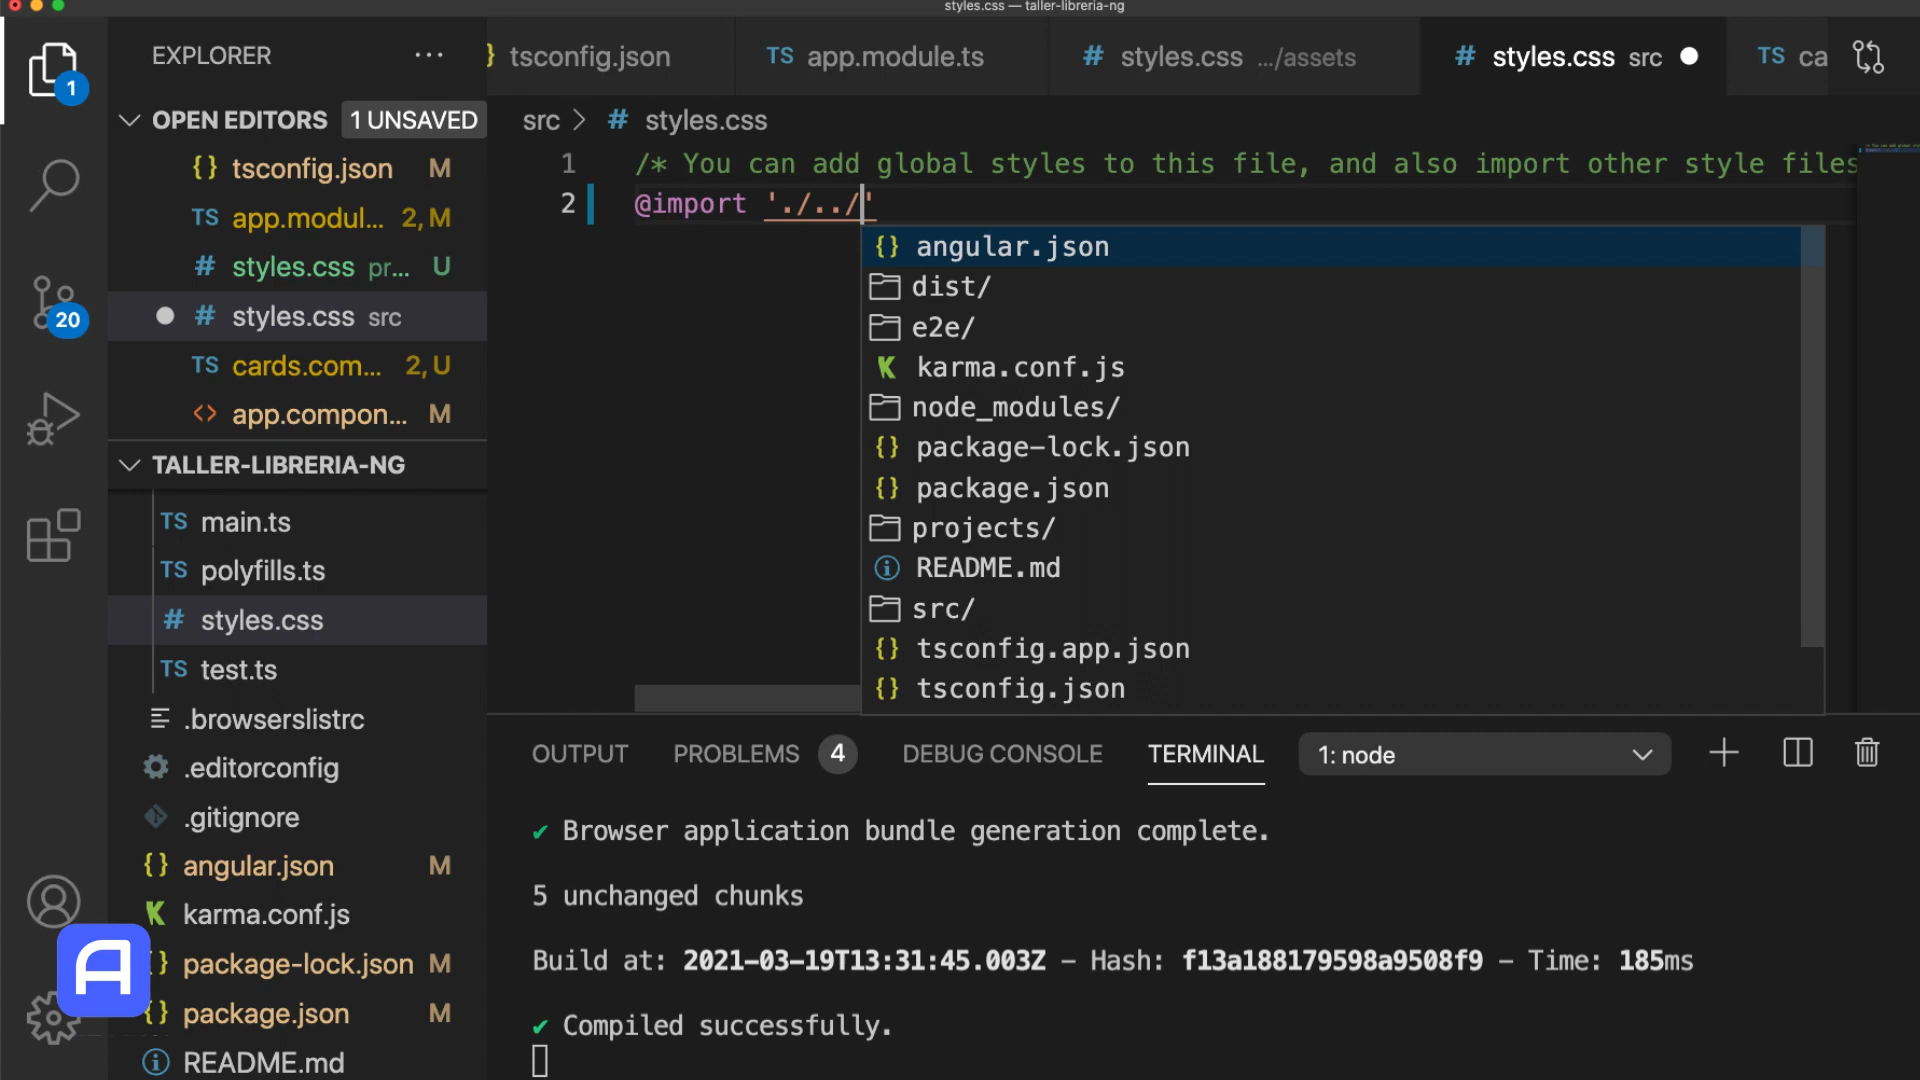 styles.css — taller-libreria-ng
EXPLORER ···
tsconfig.json
TS app.module.ts
# styles.css .../assets
# styles.css src
TS ca
1
OPEN EDITORS 1 UNSAVED
{} tsconfig.json M
TS app.modul... 2, M
# styles.css pr... U
# styles.css src
TS cards.com... 2, U
<> app.compon... M
TALLER-LIBRERIA-NG
TS main.ts
TS polyfills.ts
# styles.css
TS test.ts
.browserslistrc
.editorconfig
.gitignore
{} angular.json M
karma.conf.js
package-lock.json M
package.json M
README.md
20
src > # styles.css
1 /* You can add global styles to this file, and also import other style files
2 @import './../'
{} angular.json
dist/
e2e/
karma.conf.js
node_modules/
{} package-lock.json
{} package.json
projects/
README.md
src/
{} tsconfig.app.json
{} tsconfig.json
OUTPUT PROBLEMS 4 DEBUG CONSOLE TERMINAL 1: node
✔ Browser application bundle generation complete.
5 unchanged chunks
Build at: 2021-03-19T13:31:45.003Z - Hash: f13a188179598a9508f9 - Time: 185ms
✔ Compiled successfully.